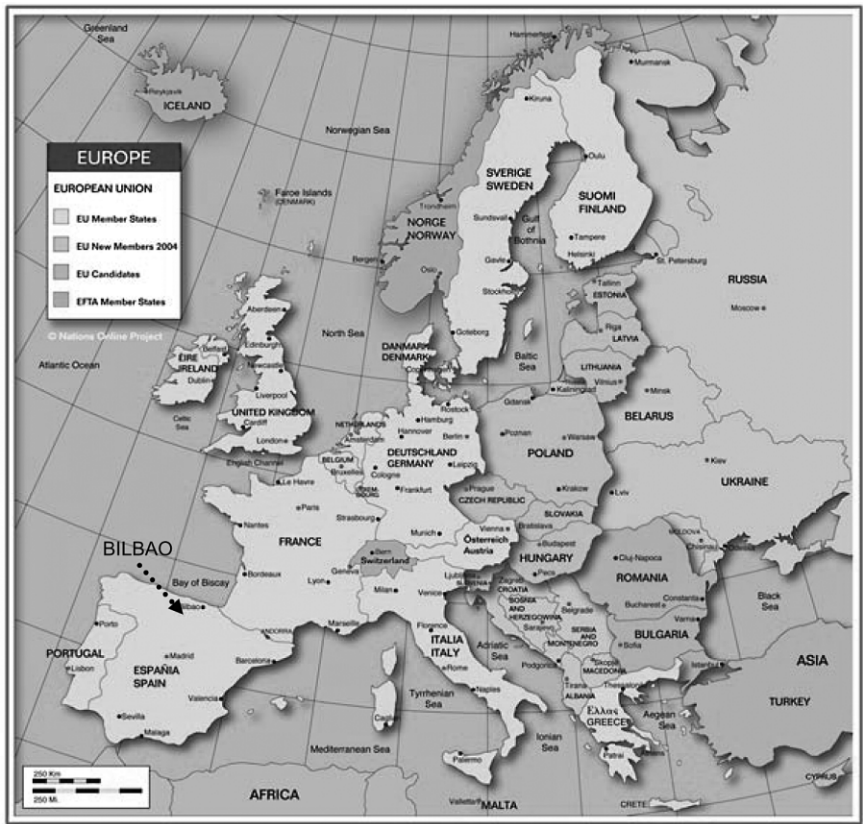 Greenland
Sea
Hammerfest
Murmansk
Reykjavik
ICELAND
Kiruna
Norwegian Sea
EUROPE
EUROPEAN UNION
EU Member States
EU New Members 2004
EU Candidates
EFTA Member States
© Nations Online Project
Oulu
SVERIGE
SWEDEN
Faroe Islands
(DENMARK)
Trondheim
SUOMI
FINLAND
NORGE
NORWAY
Sundsvall
Gulf
of
Bothnia
Tampere
Bergen
Oslo
Gavle
Helsinki
St. Petersburg
Stockholm
Tallinn
ESTONIA
RUSSIA
Moscow
Aberdeen
North Sea
Goteborg
Riga
LATVIA
Edinburgh
Belfast
ÉIRE
IRELAND
Dublin
Newcastle
DANMARK
DENMARK
Copenhagen
Baltic
Sea
LITHUANIA
Vilnius
Atlantic Ocean
Liverpool
Kaliningrad
Minsk
Celtic
Sea
UNITED KINGDOM
Cardiff
London
NETHERLANDS
Amsterdam
Rostock
Hamburg
Hannover
Berlin
Gdansk
BELARUS
Poznan
Warsaw
POLAND
English Channel
BELGIUM
Bruxelles
DEUTSCHLAND
GERMANY
Leipzig
Cologne
Kiev
UKRAINE
Le Havre
LUXEM-
BOURG
Frankfurt
Prague
CZECH REPUBLIC
Krakow
Lviv
Paris
Strasbourg
SLOVAKIA
Nantes
FRANCE
Munich
Vienna
Bratislava
Österreich
Austria
Budapest
HUNGARY
MOLDOVA
Chisinau
Odessa
BILBAO
Bay of Biscay
Bern
Switzerland
Geneva
Cluj-Napoca
ROMANIA
Bordeaux
Lyon
Milan
Venice
Ljubljana
SLOVENIA
Zagreb
CROATIA
Pecs
Bilbao
BOSNIA
AND
HERZEGOWINA
Sarajevo
Belgrade
Bucharest
Constanta
Black
Sea
Porto
ANDORRA
Marseille
Florence
SERBIA
AND
MONTENEGRO
Varna
BULGARIA
Sofia
PORTUGAL
Lisbon
Madrid
ESPAÑIA
SPAIN
Barcelona
ITALIA
ITALY
Rome
Adriatic
Sea
Podgorica
Skopje
MACEDONIA
Istanbul
ASIA
Valencia
Tyrrhenian
Sea
Naples
Tirana
ALBANIA
Thessaloniki
TURKEY
Sevilla
Malaga
Cagliari
Ελλας
GREECE
Aegean
Sea
Mediterranean Sea
Palermo
Ionian
Sea
Patrai
Athens
250 Km
250 Mi.
AFRICA
Valletta
MALTA
CRETE
CYPRUS